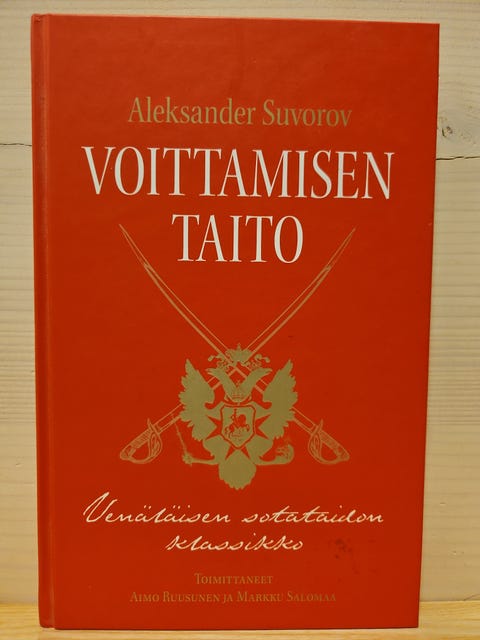 Aleksander Suvorov
VOITTAMISEN
TAITO
Venäläisen sotataidon
klassikko
TOIMITTANEET
AIMO RUUSUNEN JA MARKKU SALOMAA